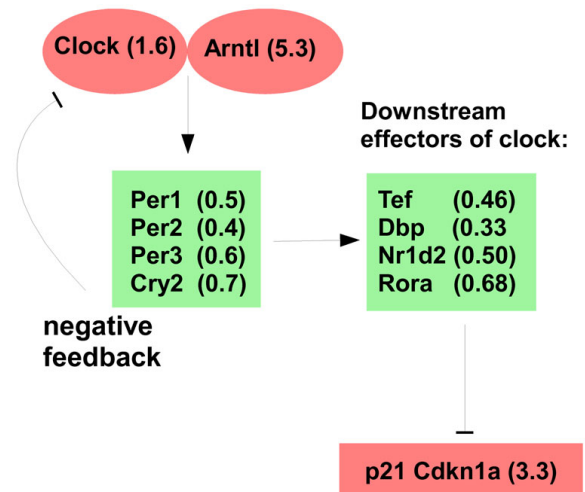 Clock (1.6) Arntl (5.3)
Downstream
effectors of clock:
Per1 (0.5)
Per2 (0.4)
Per3 (0.6)
Cry2 (0.7)
Tef (0.46)
Dbp (0.33
Nr1d2 (0.50)
Rora (0.68)
negative
feedback
p21 Cdkn1a (3.3)